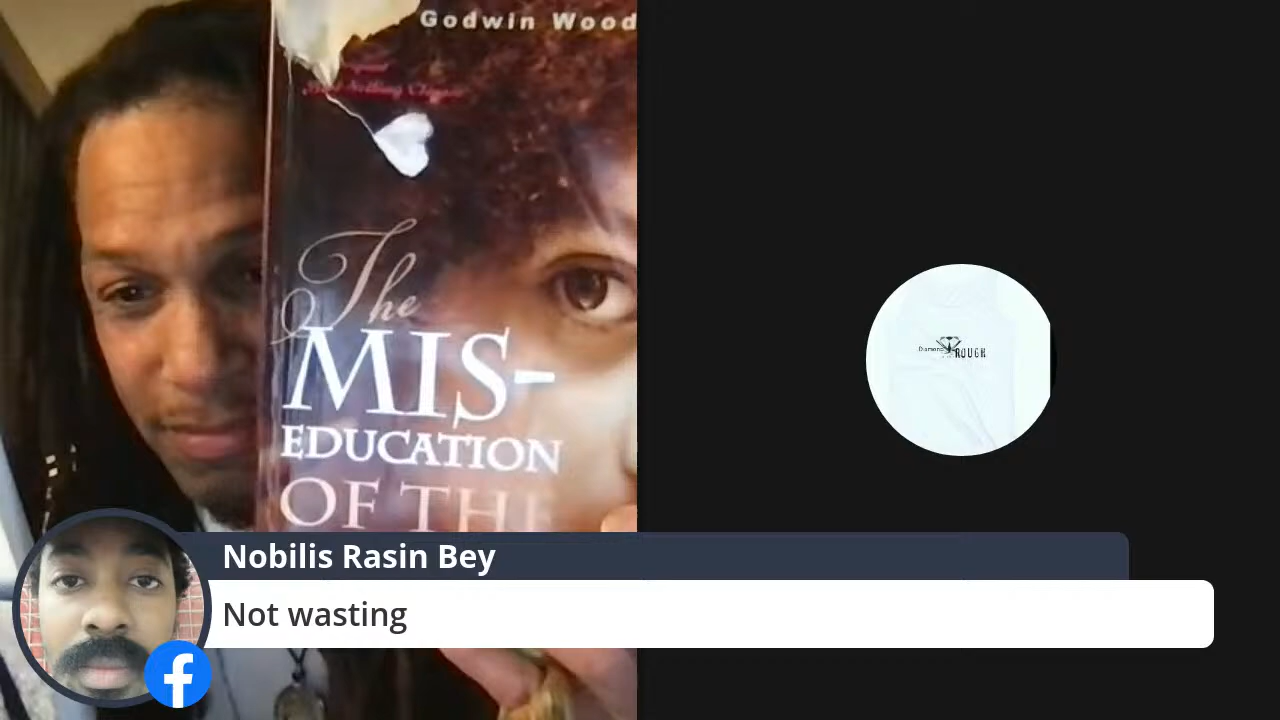 Godwin Wood
The
MIS-
EDUCATION
OF THE
ROUGH
Nobilis Rasin Bey
Not wasting